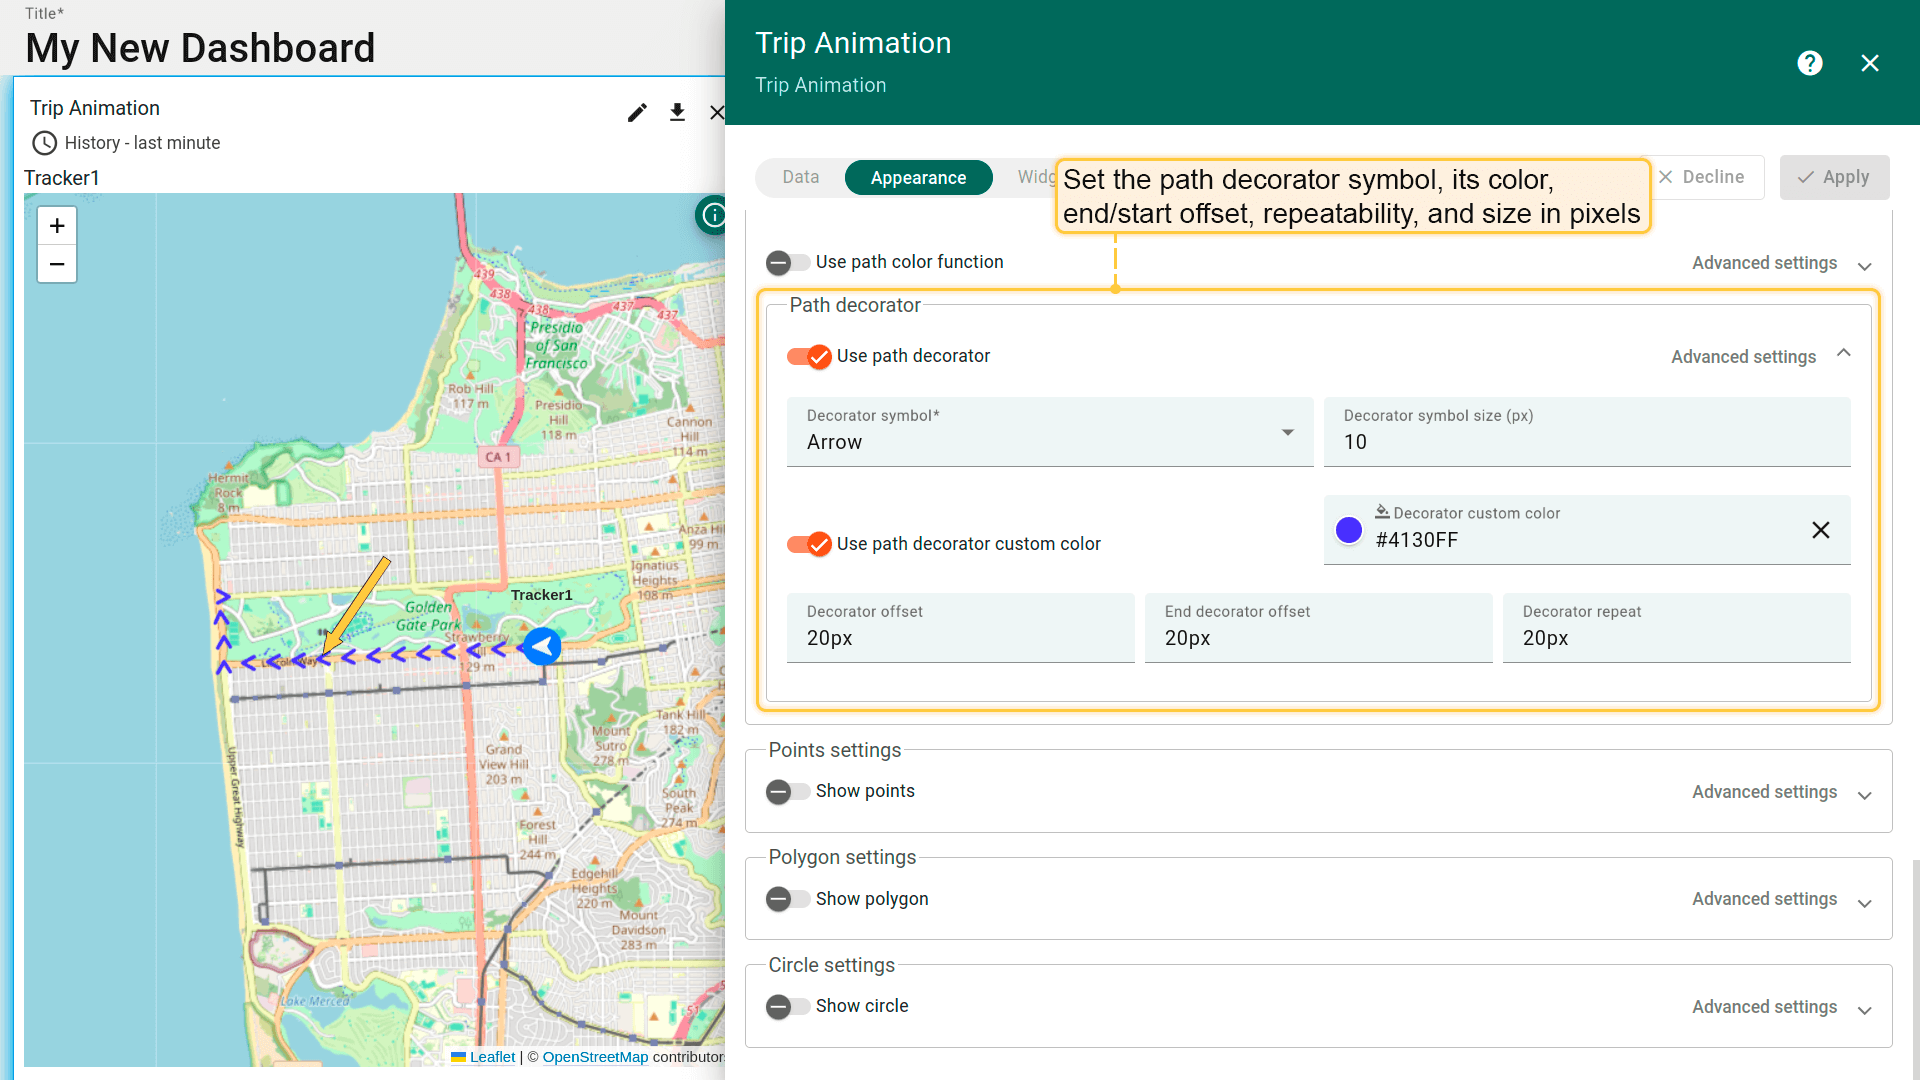 Title*
My New Dashboard
Trip Animation
History - last minute
Tracker1
+
−
439
438
438
437
437
Presidio
of San
Francisco
Rob Hill
117 m
Presidio
Hill
118 m
Cannon
Hill
114 m
CA 1
Hermit
Rock
8 m
Anza Hi
99 m
Ignatius
Heights
108 m
Tracker1
Golden
Gate Park
Strawberry
129 m
Tank Hill
182 m
Mount
Sutro
278 m
Grand
View Hill
203 m
Upper Great Highway
South
Peak
274 m
Forest
Hill
244 m
Edgehill
Heights
220 m
Mount
Davidson
283 m
Lake Merced
51
Leaflet | © OpenStreetMap contributor
Trip Animation
Trip Animation
?
Data
Appearance
Widg
Set the path decorator symbol, its color,
end/start offset, repeatability, and size in pixels
Decline
Apply
Use path color function
Advanced settings
Path decorator
Use path decorator
Advanced settings
Decorator symbol*
Arrow
Decorator symbol size (px)
10
Use path decorator custom color
Decorator custom color
#4130FF
Decorator offset
20px
End decorator offset
20px
Decorator repeat
20px
Points settings
Show points
Advanced settings
Polygon settings
Show polygon
Advanced settings
Circle settings
Show circle
Advanced settings